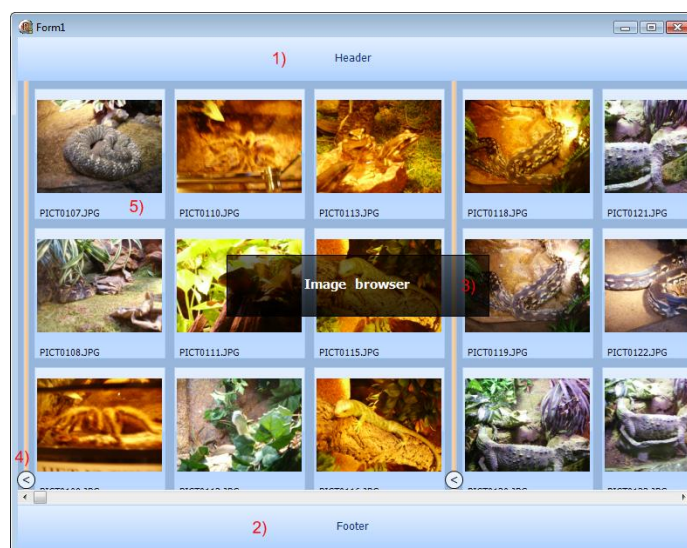 Form1
1) Header
PICT0107.JPG 5) PICT0110.JPG PICT0113.JPG PICT0118.JPG PICT0121.JPG
Image browser 3)
PICT0108.JPG PICT0111.JPG PICT0115.JPG PICT0119.JPG PICT0122.JPG
4)
<
<
2) Footer